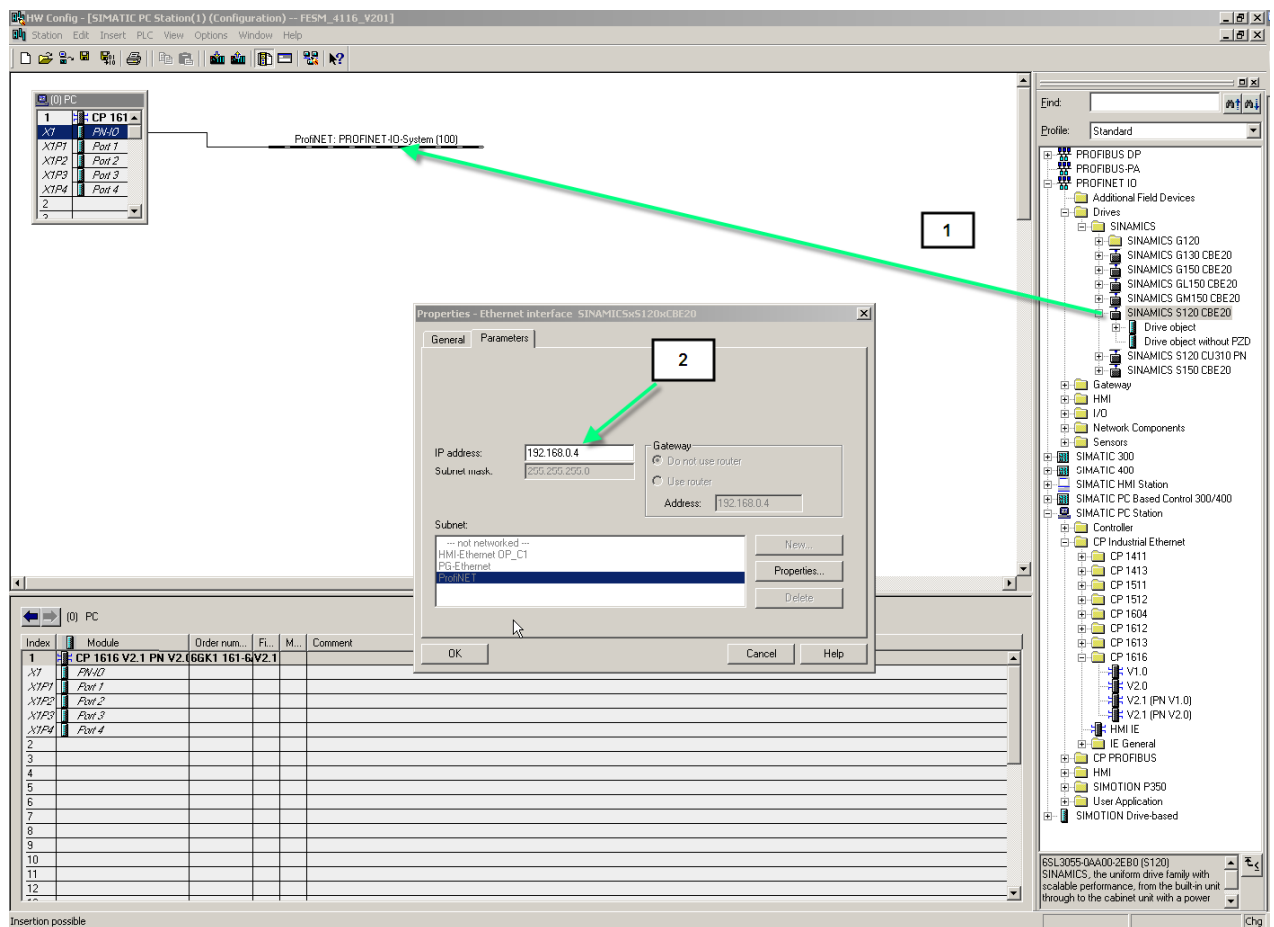 HW Config - [SIMATIC PC Station(1) (Configuration) -- FESM_4116_V201]
Station Edit Insert PLC View Options Window Help
(0) PC
1 CP 161
X1 PN-IO
X1P1 Port 1
X1P2 Port 2
X1P3 Port 3
X1P4 Port 4
2
3
ProfiNET: PROFINET-IO-System (100)
1
Properties - Ethernet interface SINAMICSxS120xCBE20
General Parameters
2
IP address: 192.168.0.4
Subnet mask: 255.255.255.0
Gateway
Do not use router
Use router
Address: 192.168.0.4
Subnet:
--- not networked ---
HMI-Ethernet OP_C1
PG-Ethernet
ProfiNET
New...
Properties...
Delete
OK Cancel Help
(0) PC
Index Module Order num... Fi... M... Comment
1 CP 1616 V2.1 PN V2.0 6GK1 161-6 V2.1
X1 PN-IO
X1P1 Port 1
X1P2 Port 2
X1P3 Port 3
X1P4 Port 4
2
3
4
5
6
7
8
9
10
11
12
Find:
Profile: Standard
PROFIBUS DP
PROFIBUS-PA
PROFINET IO
Additional Field Devices
Drives
SINAMICS
SINAMICS G120
SINAMICS G130 CBE20
SINAMICS G150 CBE20
SINAMICS GL150 CBE20
SINAMICS GM150 CBE20
SINAMICS S120 CBE20
Drive object
Drive object without PZD
SINAMICS S120 CU310 PN
SINAMICS S150 CBE20
Gateway
HMI
I/O
Network Components
Sensors
SIMATIC 300
SIMATIC 400
SIMATIC HMI Station
SIMATIC PC Based Control 300/400
SIMATIC PC Station
Controller
CP Industrial Ethernet
CP 1411
CP 1413
CP 1511
CP 1512
CP 1604
CP 1612
CP 1613
CP 1616
V1.0
V2.0
V2.1 (PN V1.0)
V2.1 (PN V2.0)
HMI IE
IE General
CP PROFIBUS
HMI
SIMOTION P350
User Application
SIMOTION Drive-based
6SL3055-0AA00-2EB0 (S120)
SINAMICS, the uniform drive family with
scalable performance, from the built-in unit
through to the cabinet unit with a power
Insertion possible
Chg